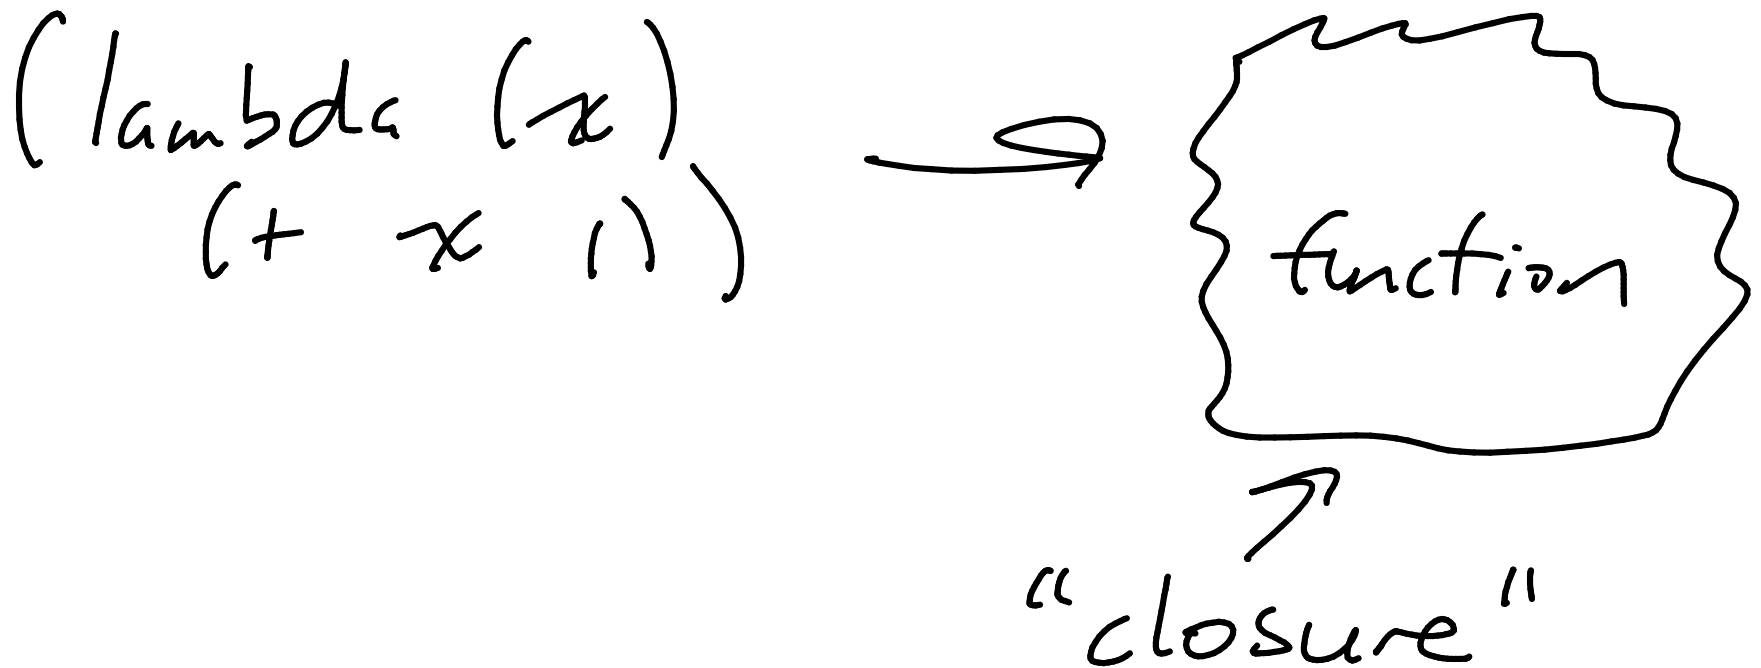 (lambda (x)
(+ x 1))
function
"closure"